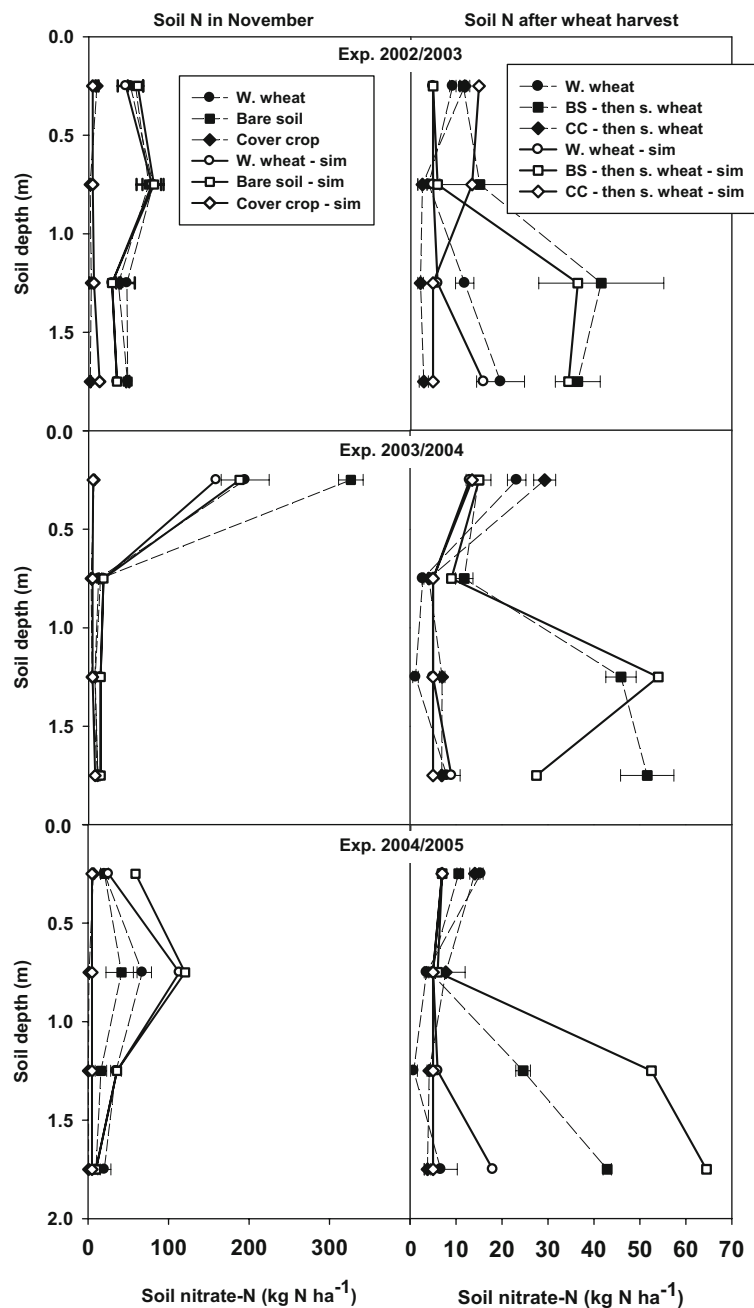 Soil N in November
Soil N after wheat harvest
Exp. 2002/2003
0.0
0.5
1.0
1.5
Soil depth (m)
W. wheat
Bare soil
Cover crop
W. wheat - sim
Bare soil - sim
Cover crop - sim
W. wheat
BS - then s. wheat
CC - then s. wheat
W. wheat - sim
BS - then s. wheat - sim
CC - then s. wheat - sim
Exp. 2003/2004
0.0
0.5
1.0
1.5
Soil depth (m)
Exp. 2004/2005
0.0
0.5
1.0
1.5
2.0
Soil depth (m)
0 100 200 300
0 10 20 30 40 50 60 70
Soil nitrate-N (kg N ha⁻¹)
Soil nitrate-N (kg N ha⁻¹)